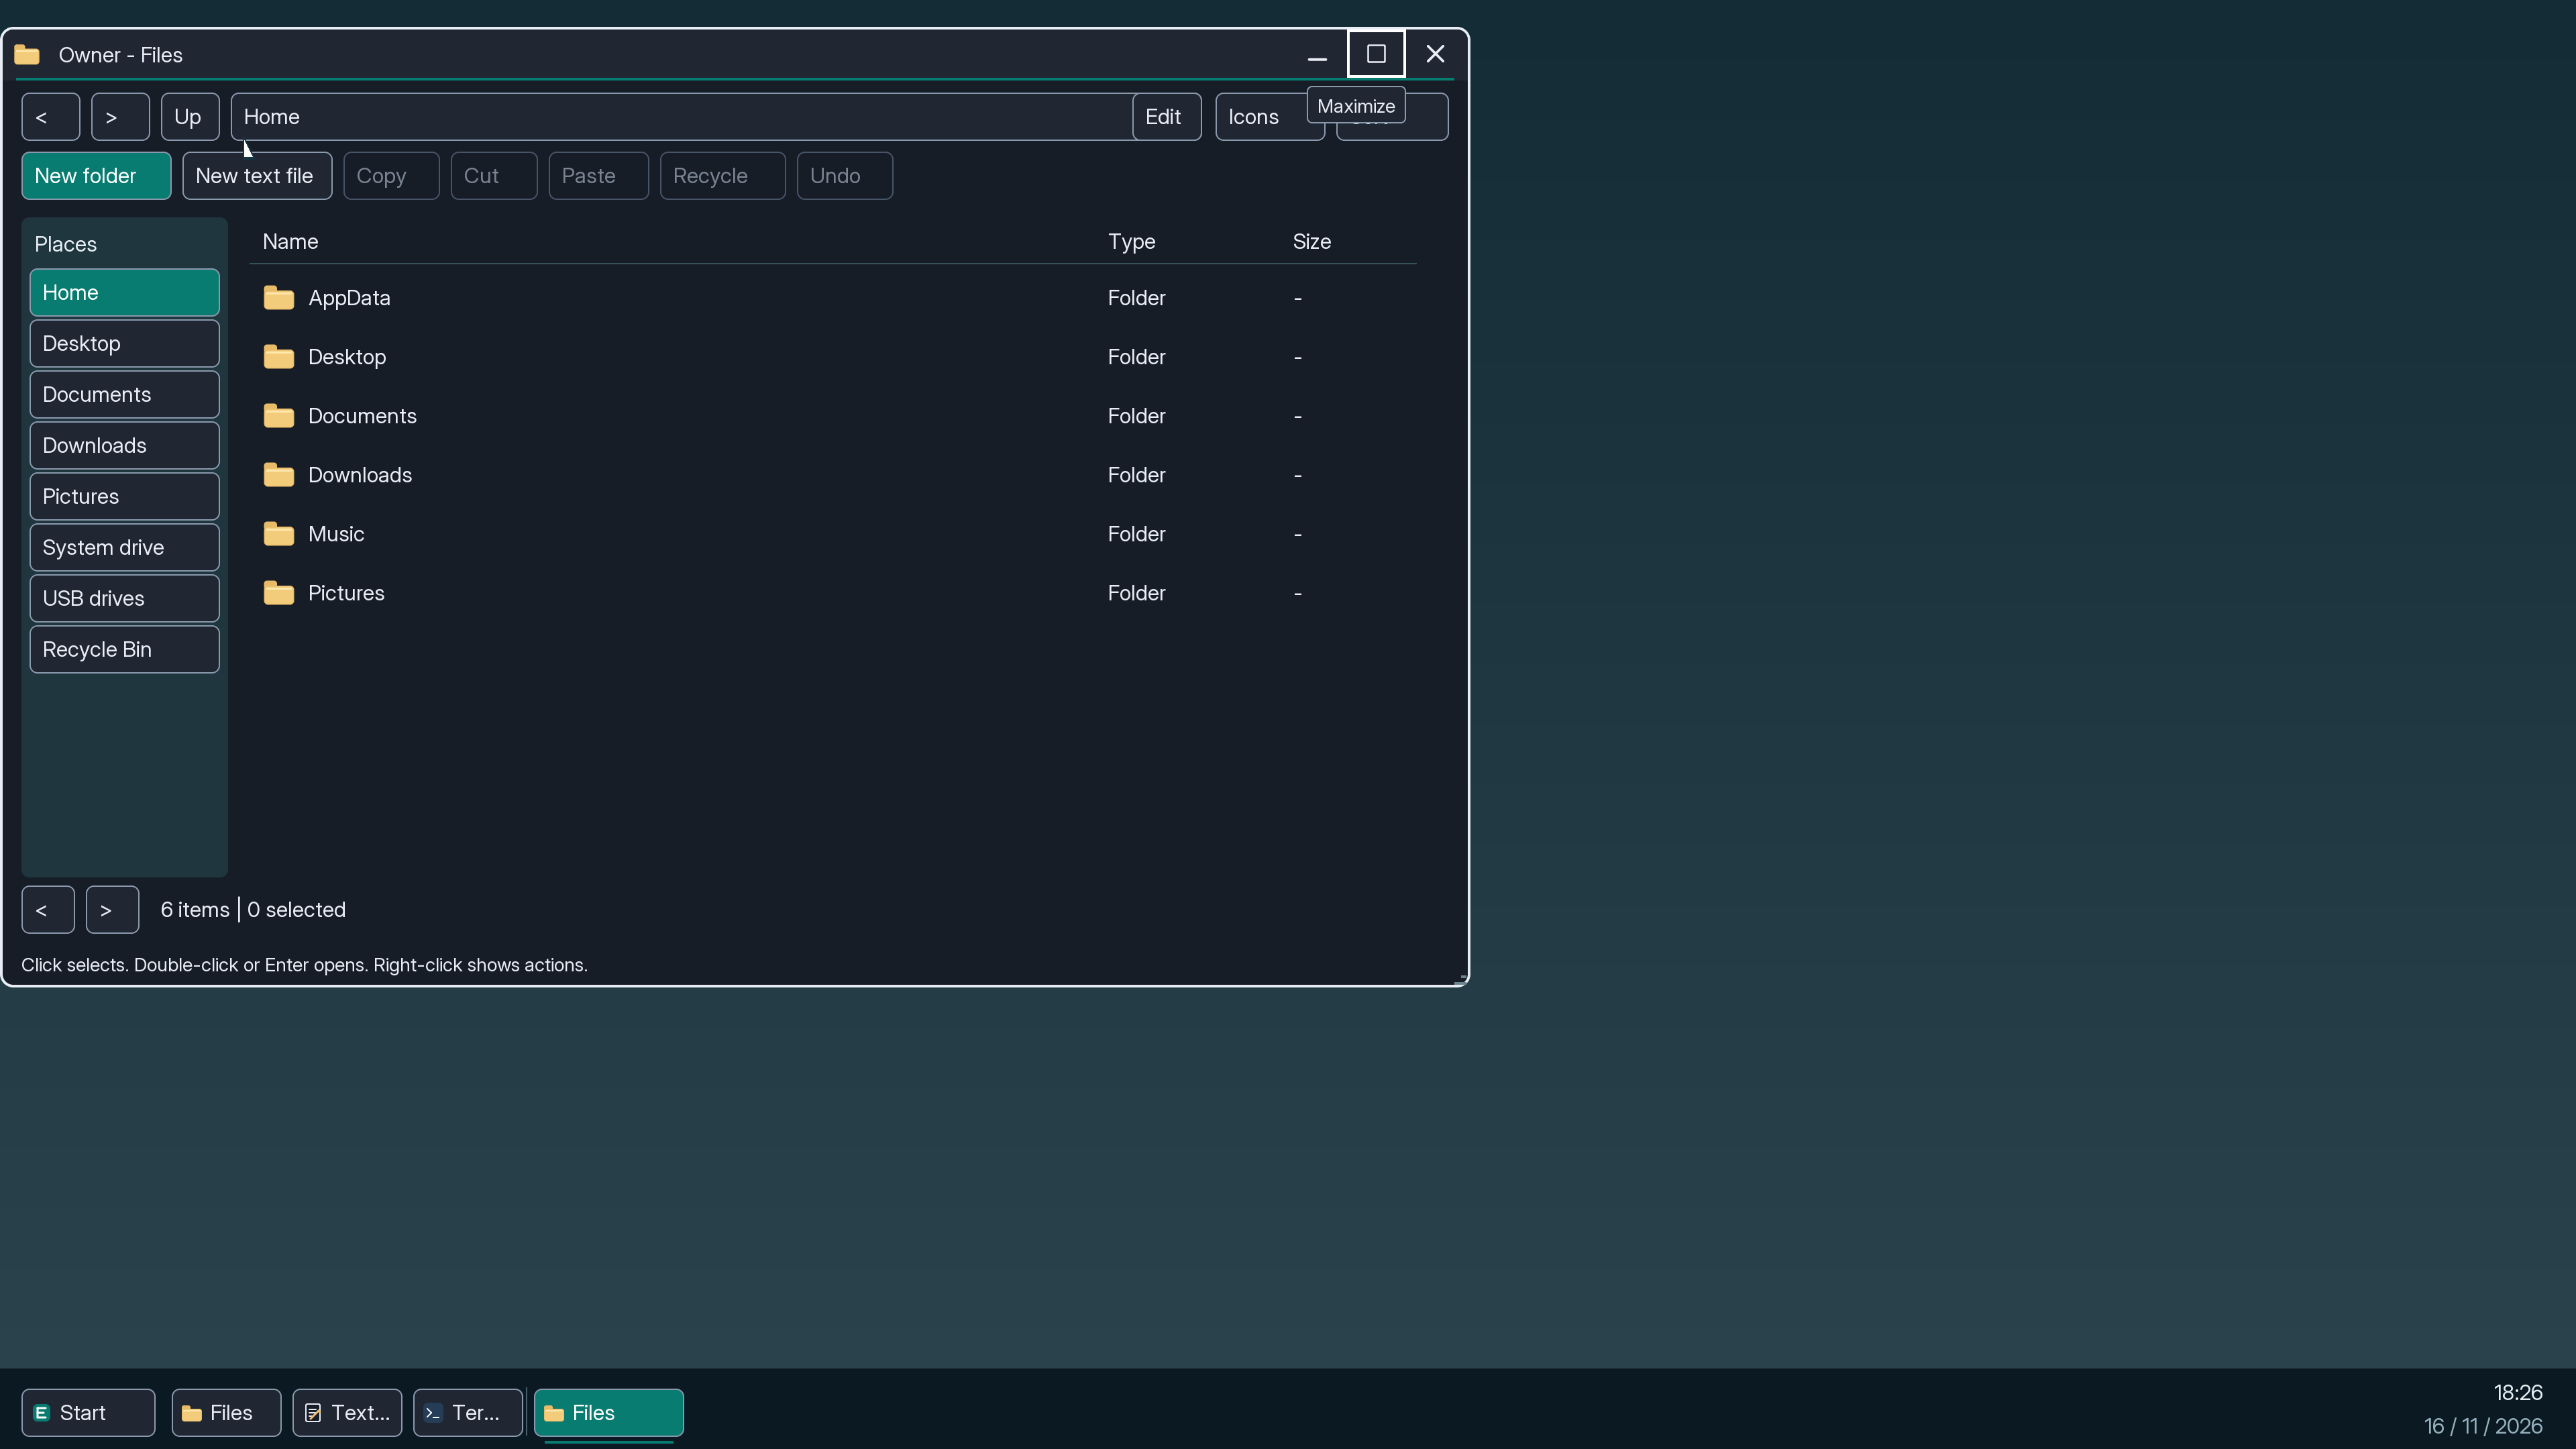 Owner - Files
< > Up Home Edit Icons
Maximize
New folder New text file Copy Cut Paste Recycle Undo
Places
Home
Desktop
Documents
Downloads
Pictures
System drive
USB drives
Recycle Bin
Name Type Size
AppData Folder -
Desktop Folder -
Documents Folder -
Downloads Folder -
Music Folder -
Pictures Folder -
< > 6 items | 0 selected
Click selects. Double-click or Enter opens. Right-click shows actions.
E Start Files Text... Ter... Files
18:26
16 / 11 / 2026